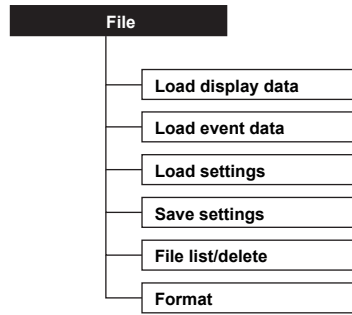 File
Load display data
Load event data
Load settings
Save settings
File list/delete
Format